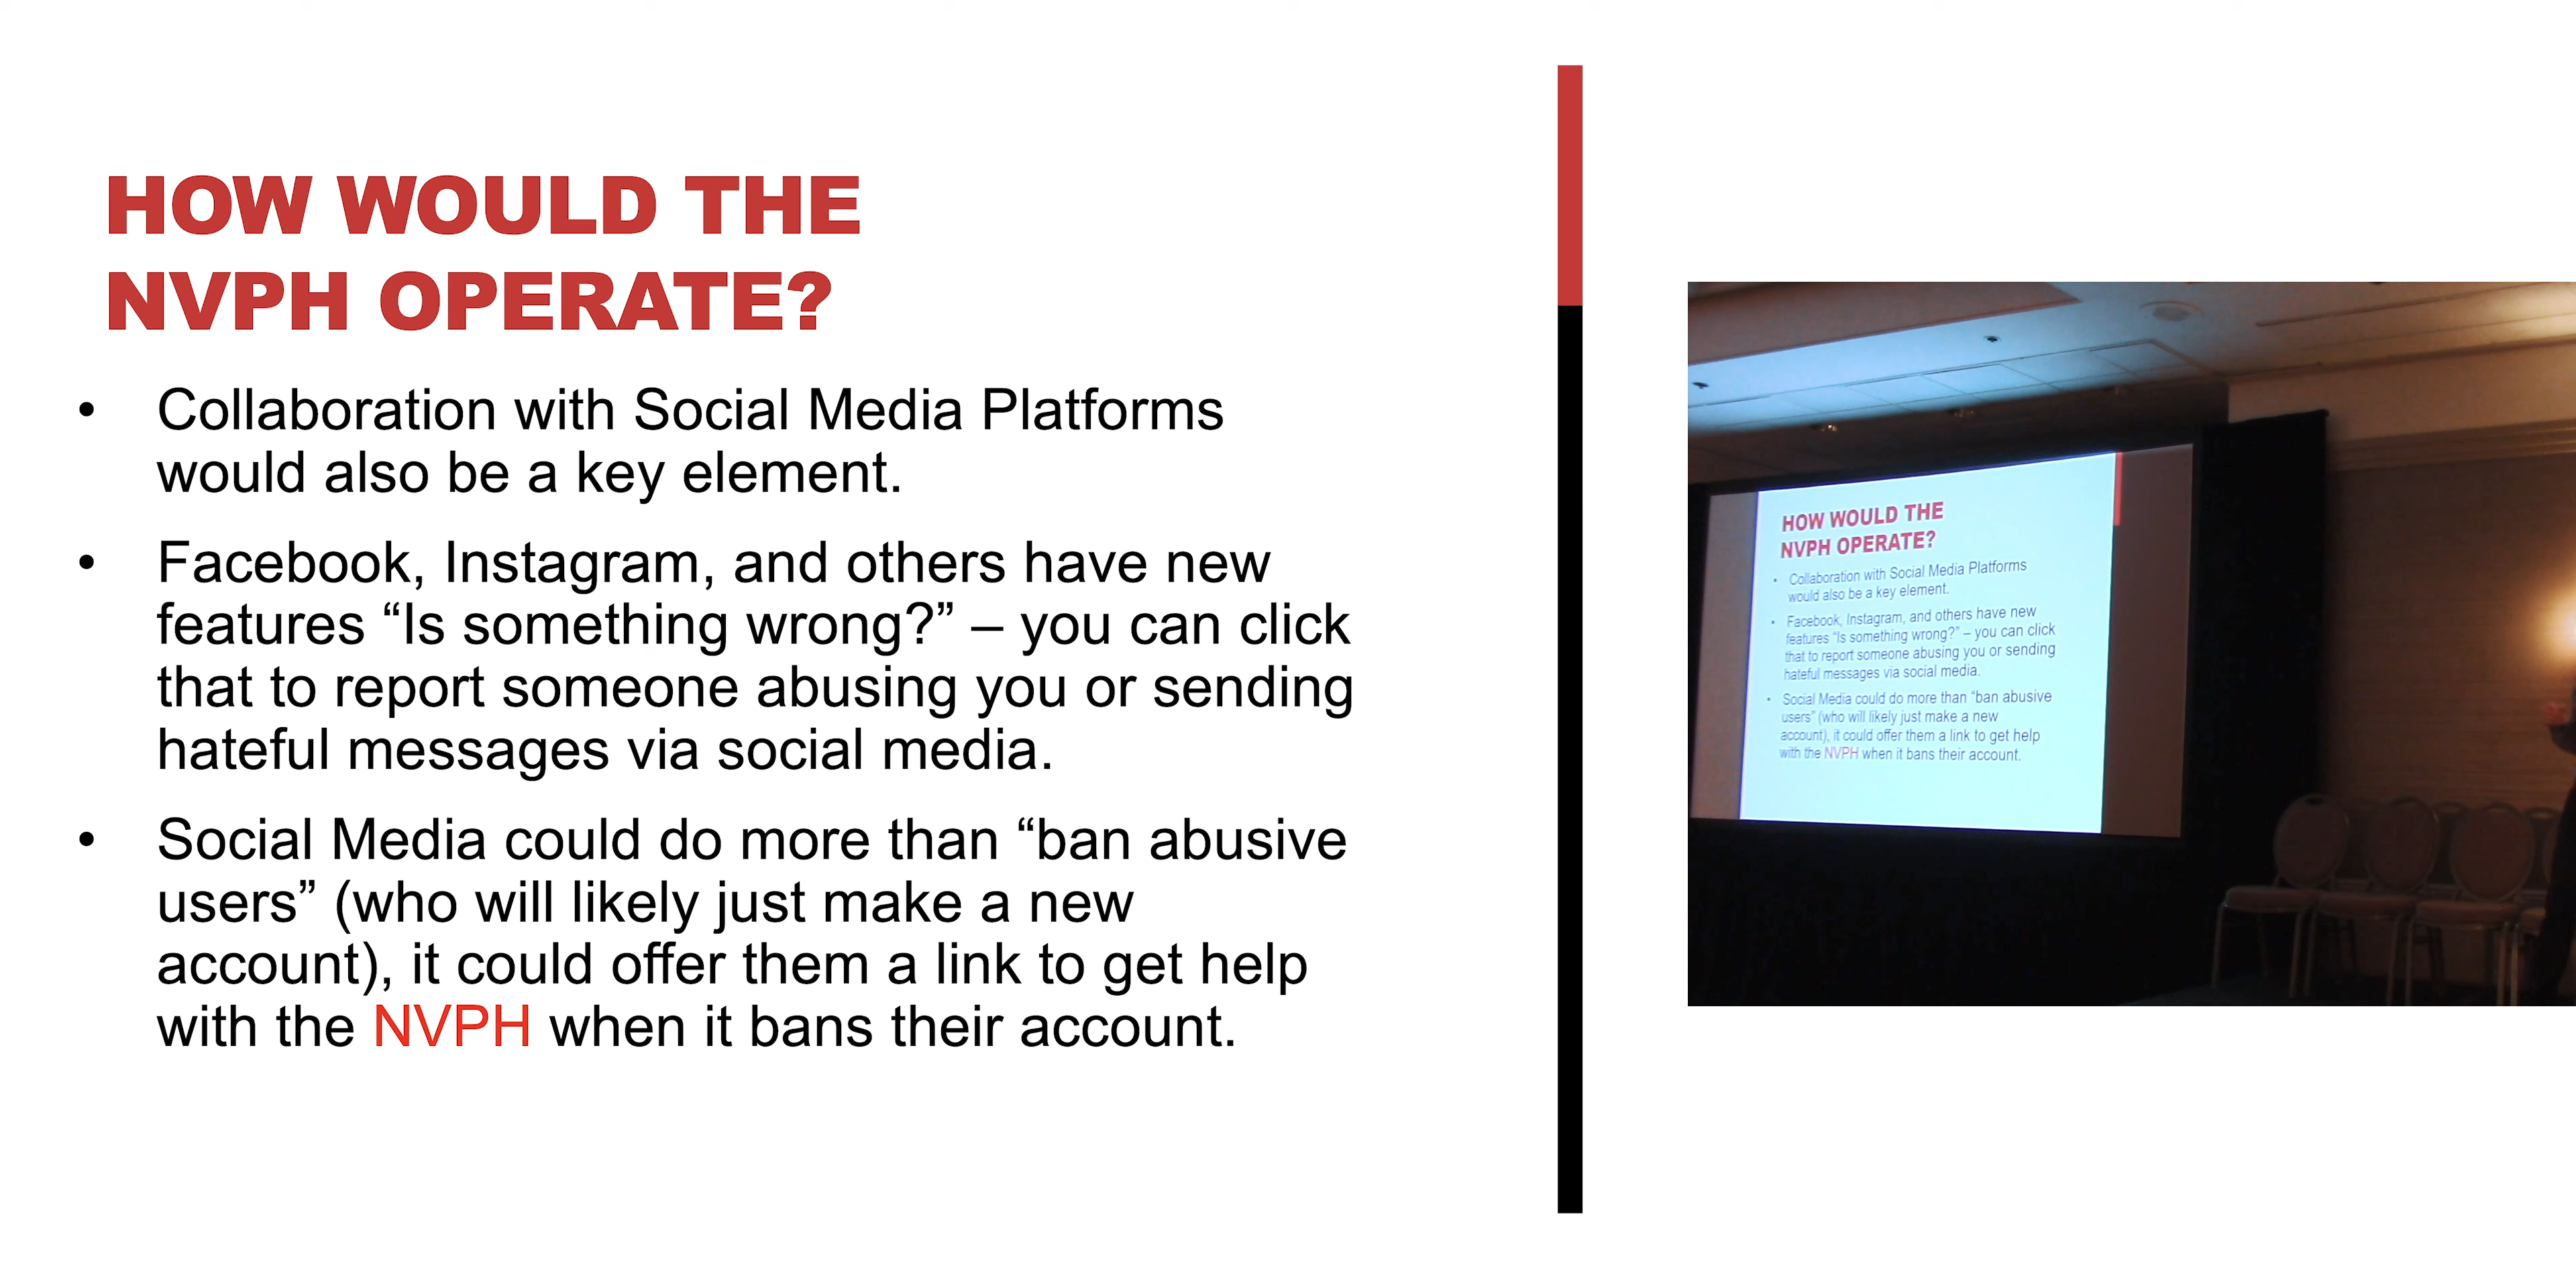 HOW WOULD THE
NVPH OPERATE?
• Collaboration with Social Media Platforms
would also be a key element.
• Facebook, Instagram, and others have new
features “Is something wrong?” – you can click
that to report someone abusing you or sending
hateful messages via social media.
• Social Media could do more than “ban abusive
users” (who will likely just make a new
account), it could offer them a link to get help
with the NVPH when it bans their account.
HOW WOULD THE
NVPH OPERATE?
• Collaboration with Social Media Platforms
would also be a key element.
• Facebook, Instagram, and others have new
features “Is something wrong?” – you can click
that to report someone abusing you or sending
hateful messages via social media.
• Social Media could do more than “ban abusive
users” (who will likely just make a new
account), it could offer them a link to get help
with the NVPH when it bans their account.